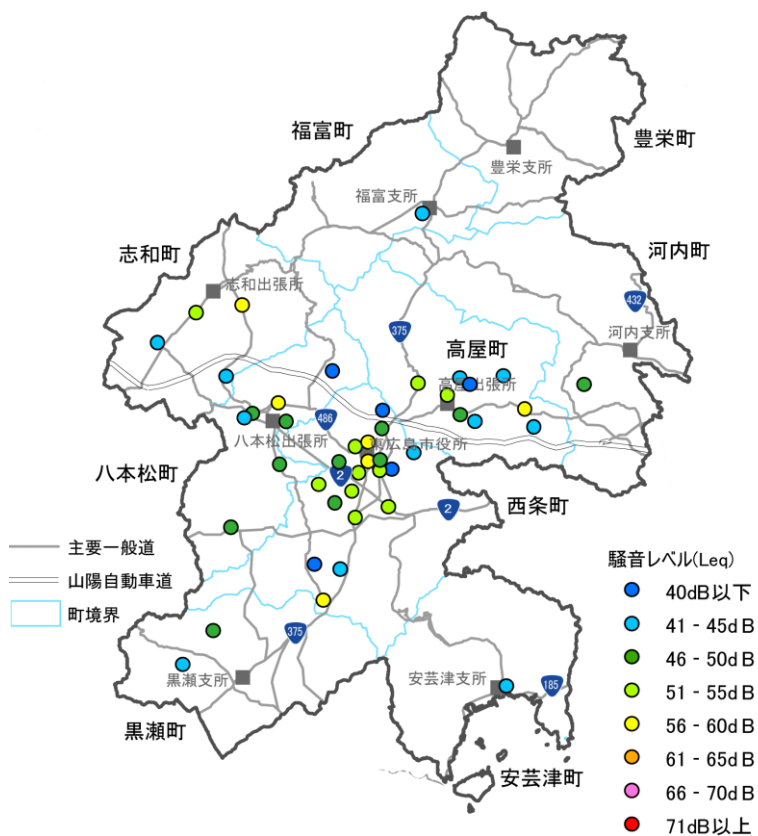 福富町
豊栄町
豊栄支所
福富支所
志和町
河内町
志和出張所
432
375
河内支所
高屋町
高屋出張所
486
東広島市役所
八本松出張所
八本松町
2
西条町
2
主要一般道
山陽自動車道
町境界
騒音レベル(Leq)
40dB以下
41 - 45dB
46 - 50dB
51 - 55dB
56 - 60dB
61 - 65dB
66 - 70dB
71dB以上
375
黒瀬支所
安芸津支所
185
黒瀬町
安芸津町